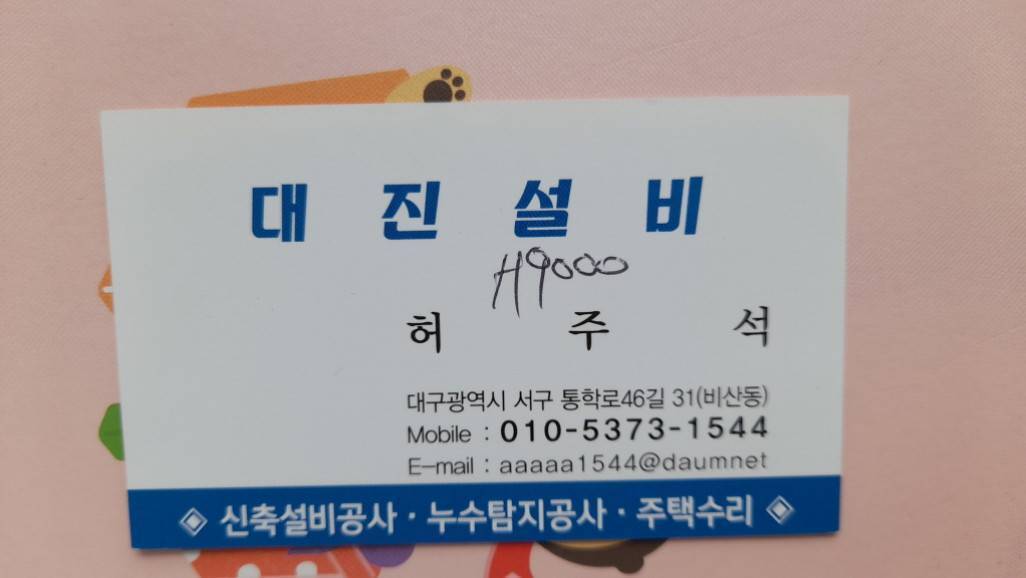 대진설비
H9000
허주석
대구광역시 서구 통학로46길 31(비산동)
Mobile : 010-5373-1544
E-mail : aaaaa1544@daumnet
신축설비공사 · 누수탐지공사 · 주택수리